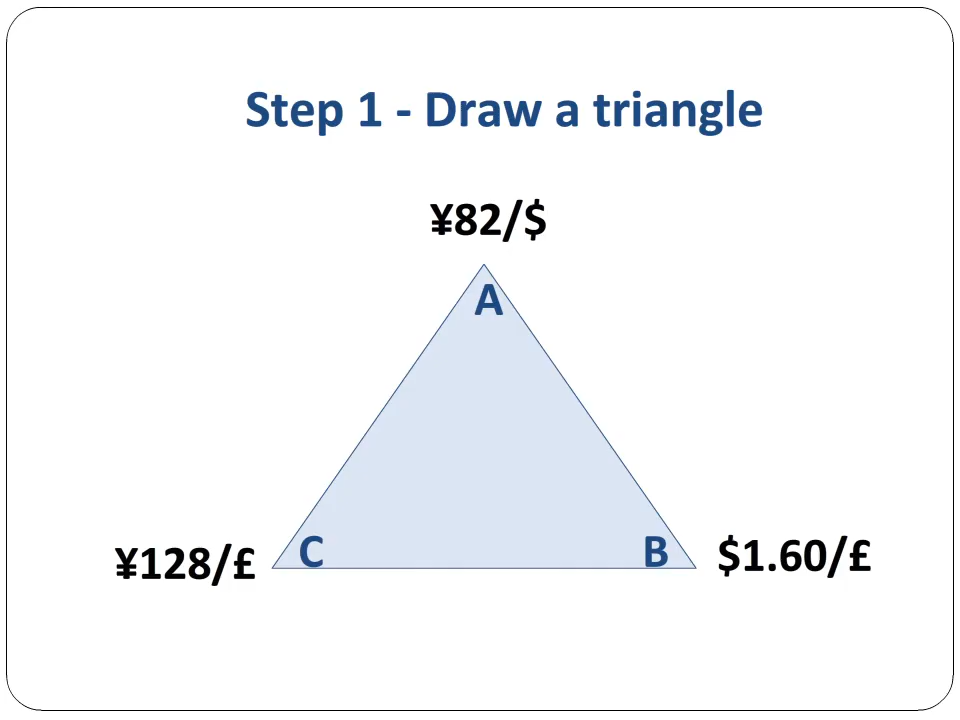 Step 1 - Draw a triangle
¥82/$
A
¥128/£
C
B
$1.60/£